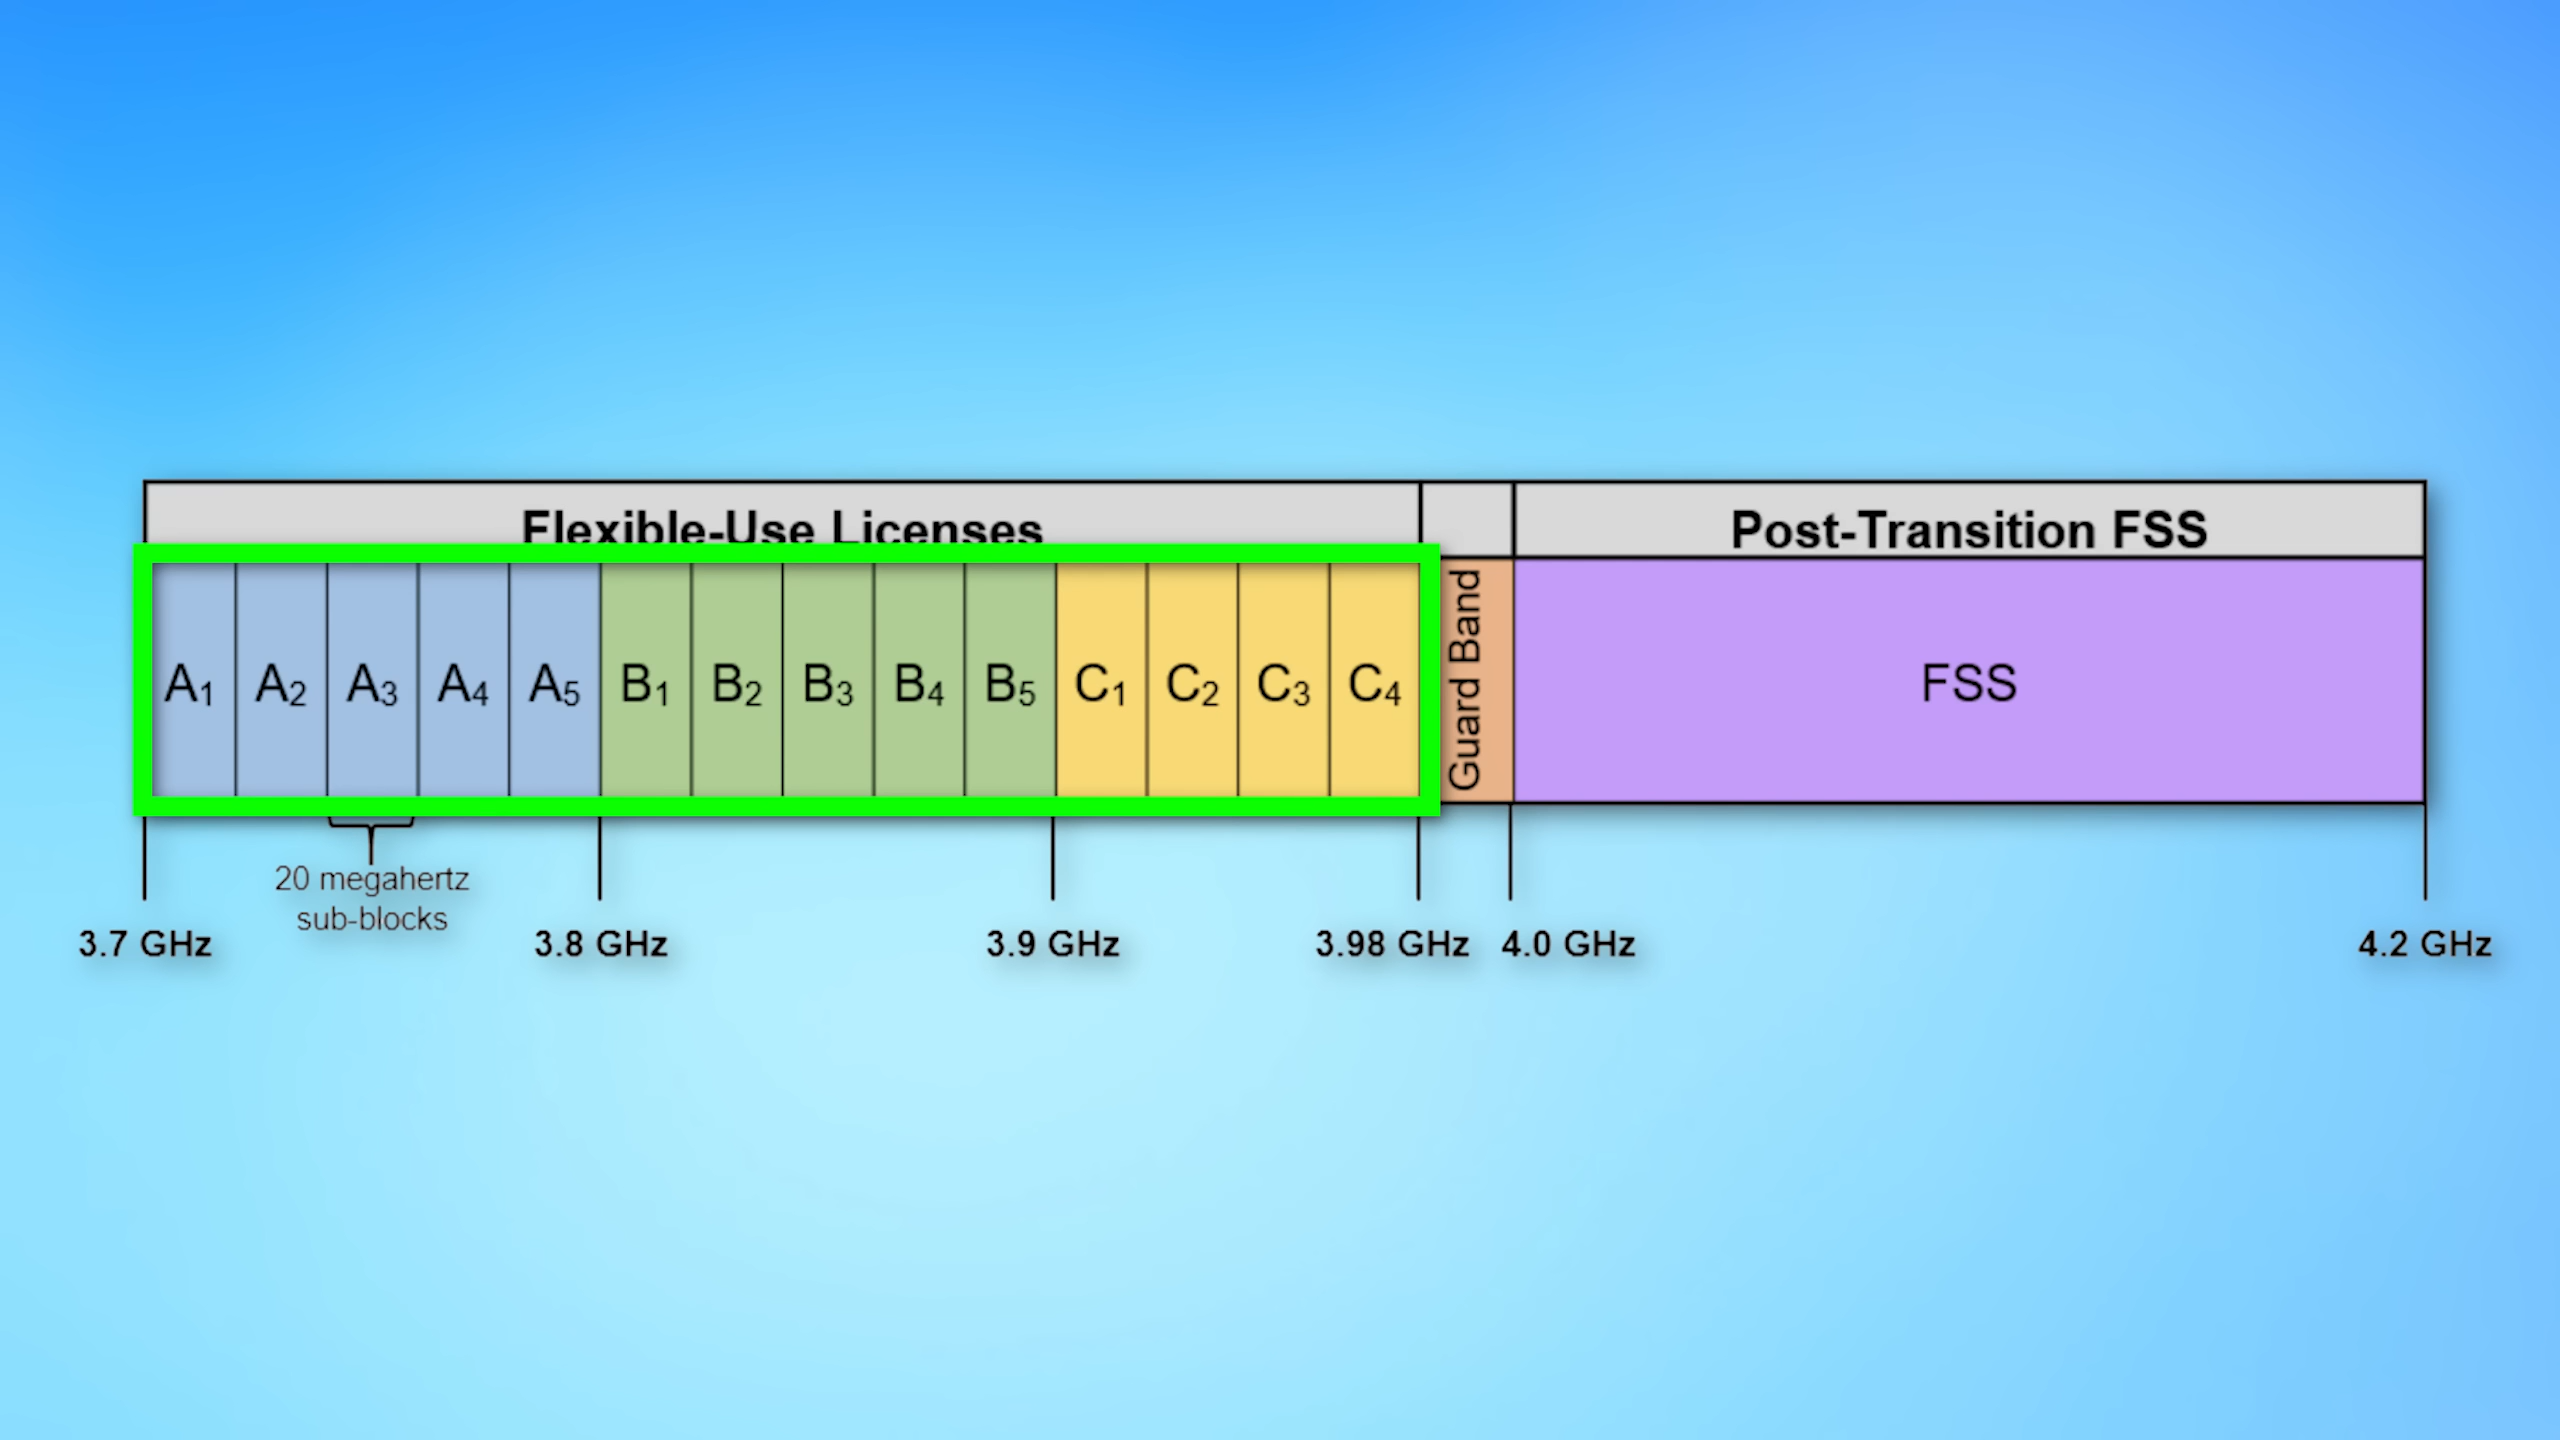 Flexible-Use Licenses Post-Transition FSS
A1 A2 A3 A4 A5 B1 B2 B3 B4 B5 C1 C2 C3 C4 Guard Band FSS
20 megahertz
sub-blocks
3.7 GHz 3.8 GHz 3.9 GHz 3.98 GHz 4.0 GHz 4.2 GHz